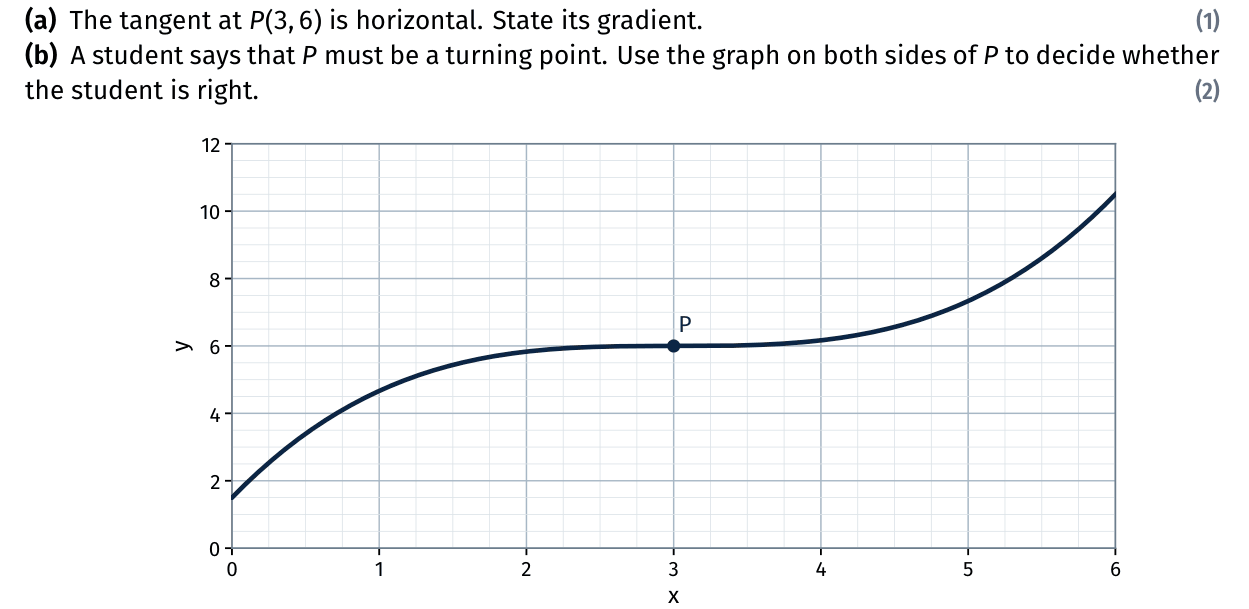 (a) The tangent at P(3, 6) is horizontal. State its gradient. (1)
(b) A student says that P must be a turning point. Use the graph on both sides of P to decide whether
the student is right. (2)
12
10
8
6
4
2
0
y
P
0 1 2 3 4 5 6
x